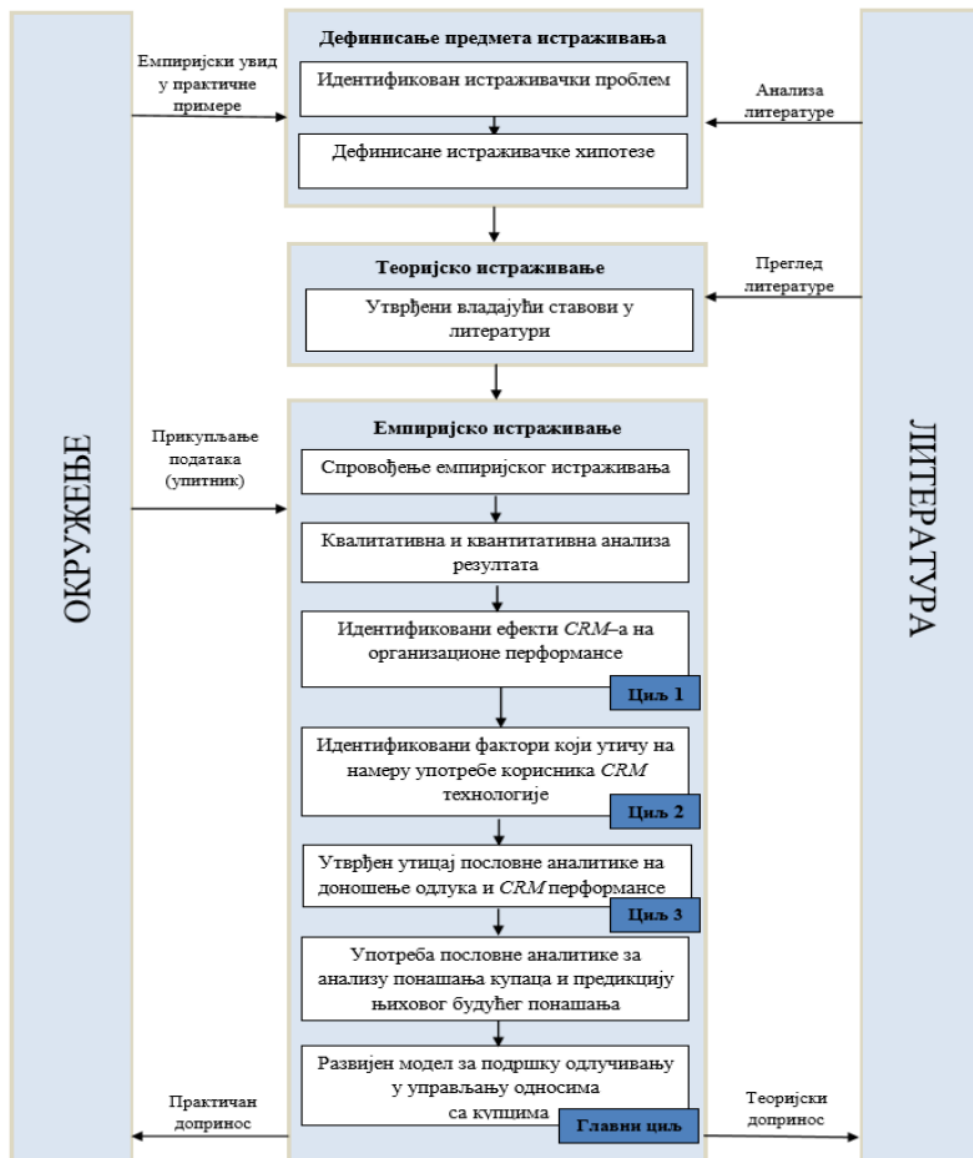 Дефинисање предмета истраживања
Идентификован истраживачки проблем
Дефинисане истраживачке хипотезе
Емпиријски увид
у практичне
примере
Анализа
литературе
Теоријско истраживање
Утврђени владајући ставови у
литератури
Преглед
литературе
Емпиријско истраживање
Спровођење емпиријског истраживања
Квалитативна и квантитативна анализа
резултата
Идентификовани ефекти CRM–а на
организационе перформансе
Циљ 1
Идентификовани фактори који утичу на
намеру употребе корисника CRM
технологије
Циљ 2
Утврђен утицај пословне аналитике на
доношење одлука и CRM перформансе
Циљ 3
Употреба пословне аналитике за
анализу понашања купаца и предикцију
њиховог будућег понашања
Развијен модел за подршку одлучивању
у управљању односима
са купцима
Главни циљ
Прикупљање
података
(упитник)
Практичан
допринос
Теоријски
допринос
ОКРУЖЕЊЕ
ЛИТЕРАТУРА